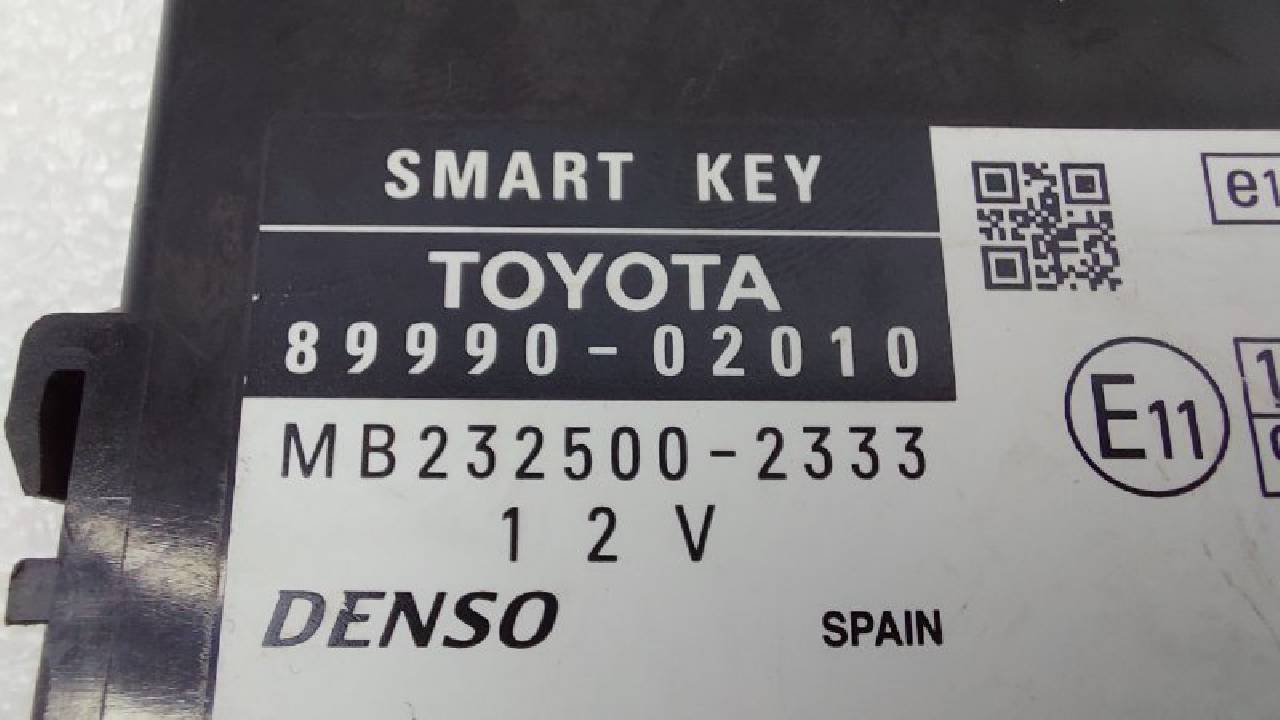 SMART KEY
TOYOTA
89990-02010
MB232500-2333
12V
DENSO
SPAIN
E11